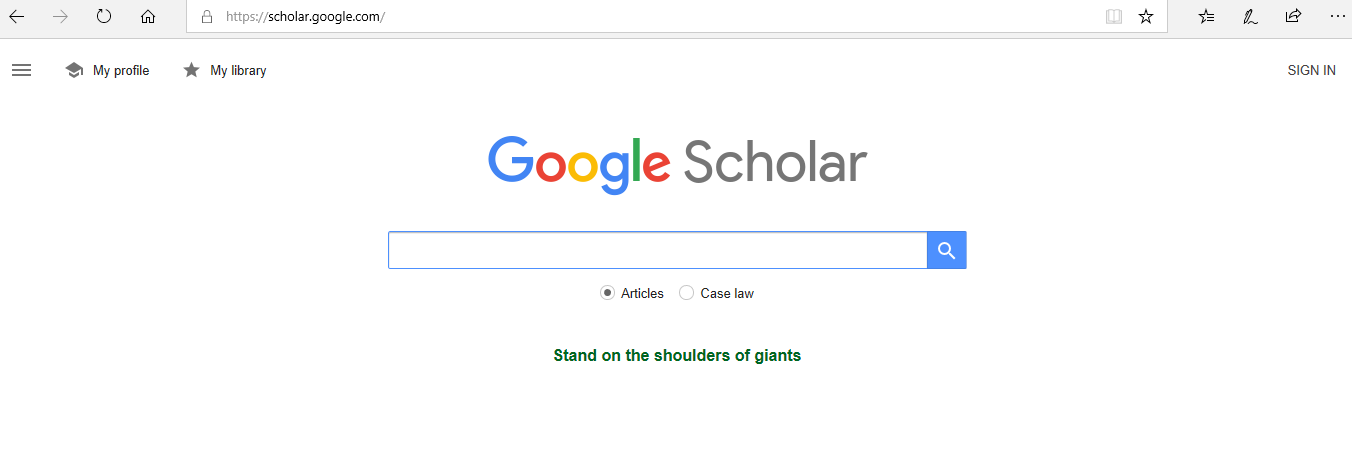 https://scholar.google.com/
My profile My library SIGN IN
Google Scholar
Articles Case law
Stand on the shoulders of giants